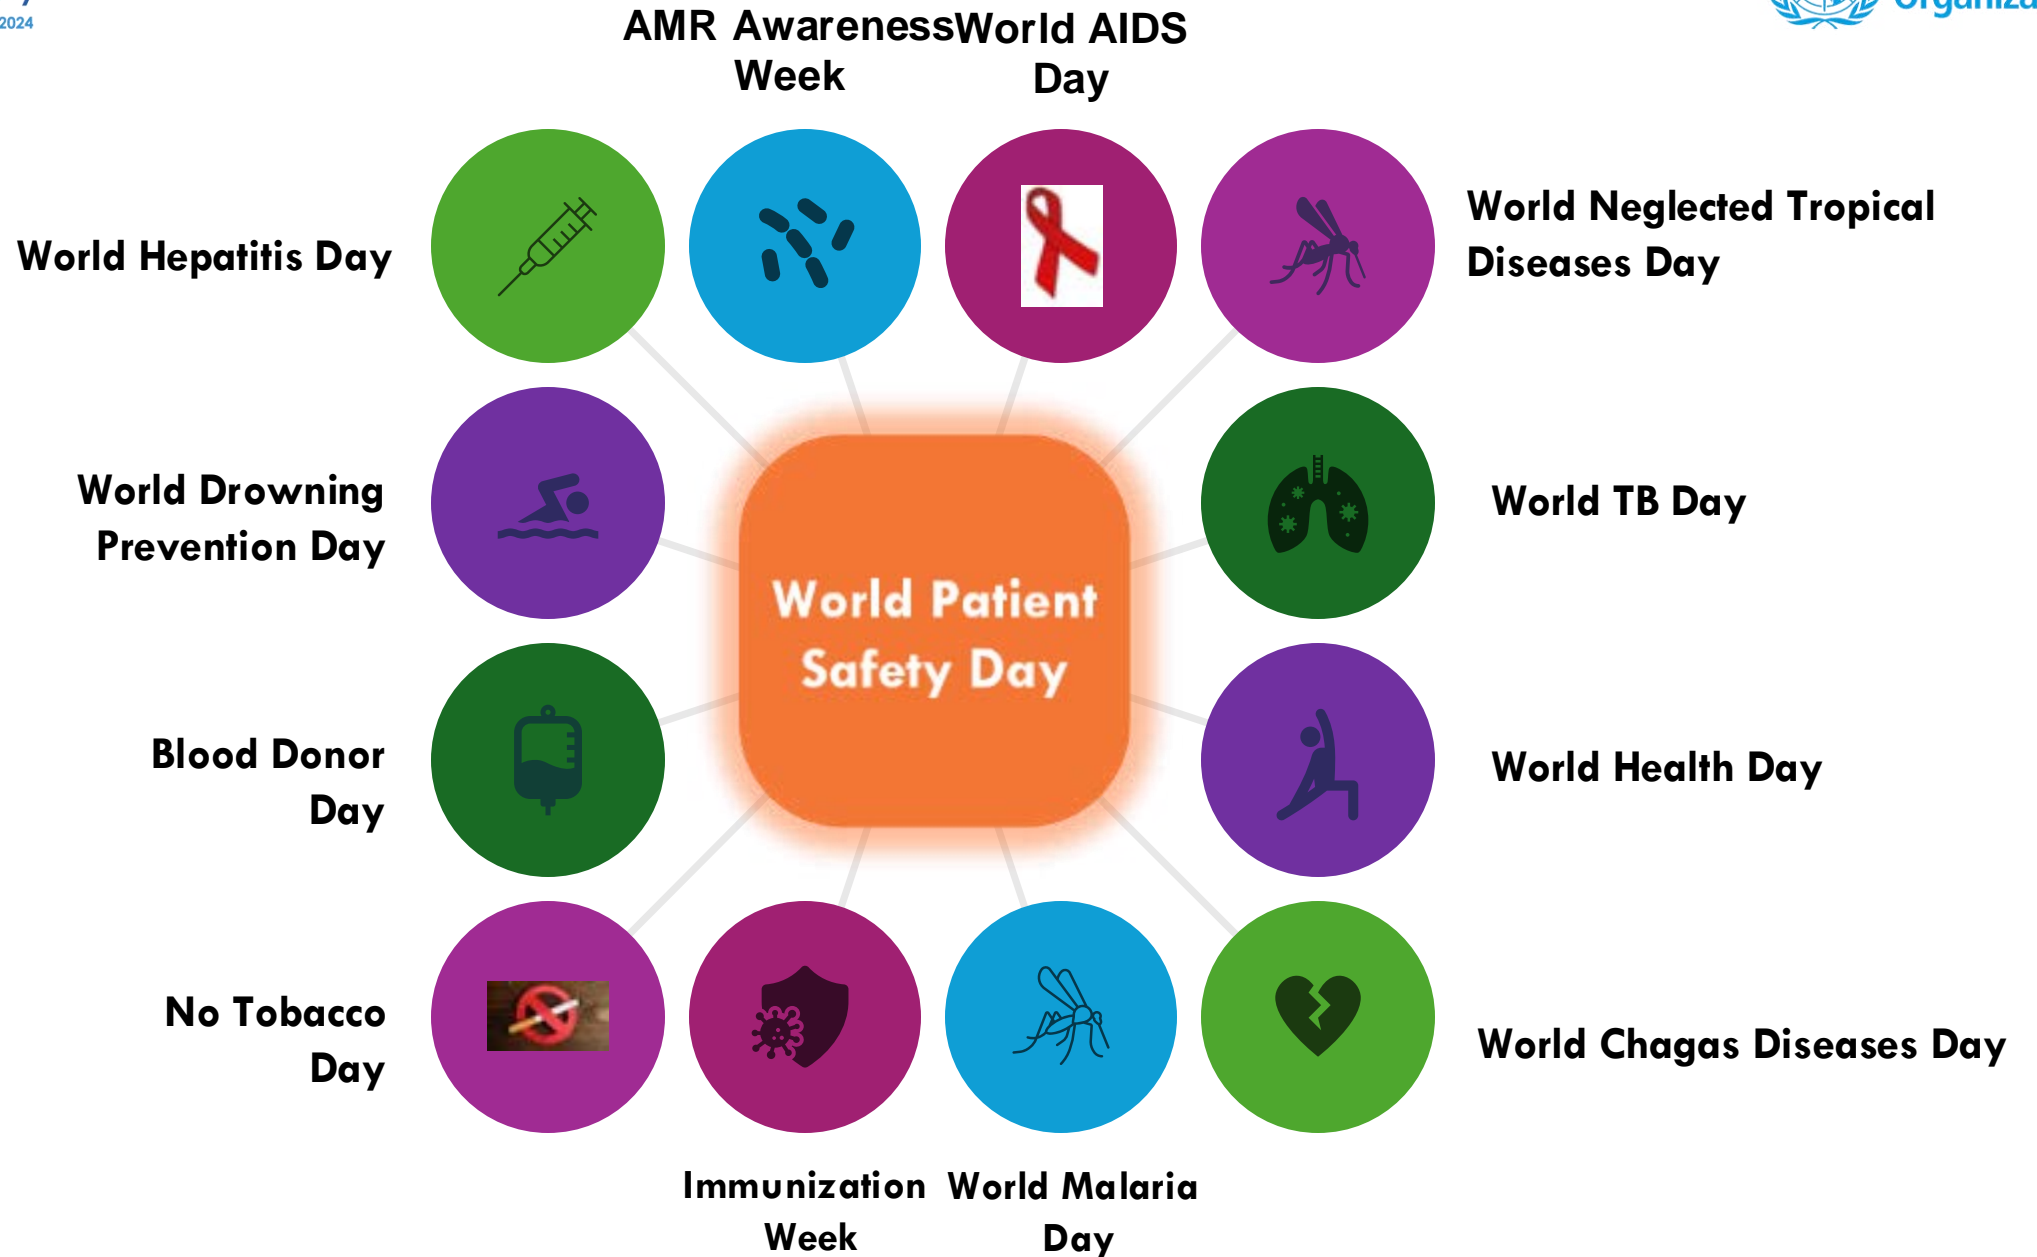 2024
AMR Awareness
Week
World AIDS
Day
World Hepatitis Day
World Neglected Tropical
Diseases Day
World Drowning
Prevention Day
World TB Day
World Patient
Safety Day
Blood Donor
Day
World Health Day
No Tobacco
Day
World Chagas Diseases Day
Immunization
Week
World Malaria
Day